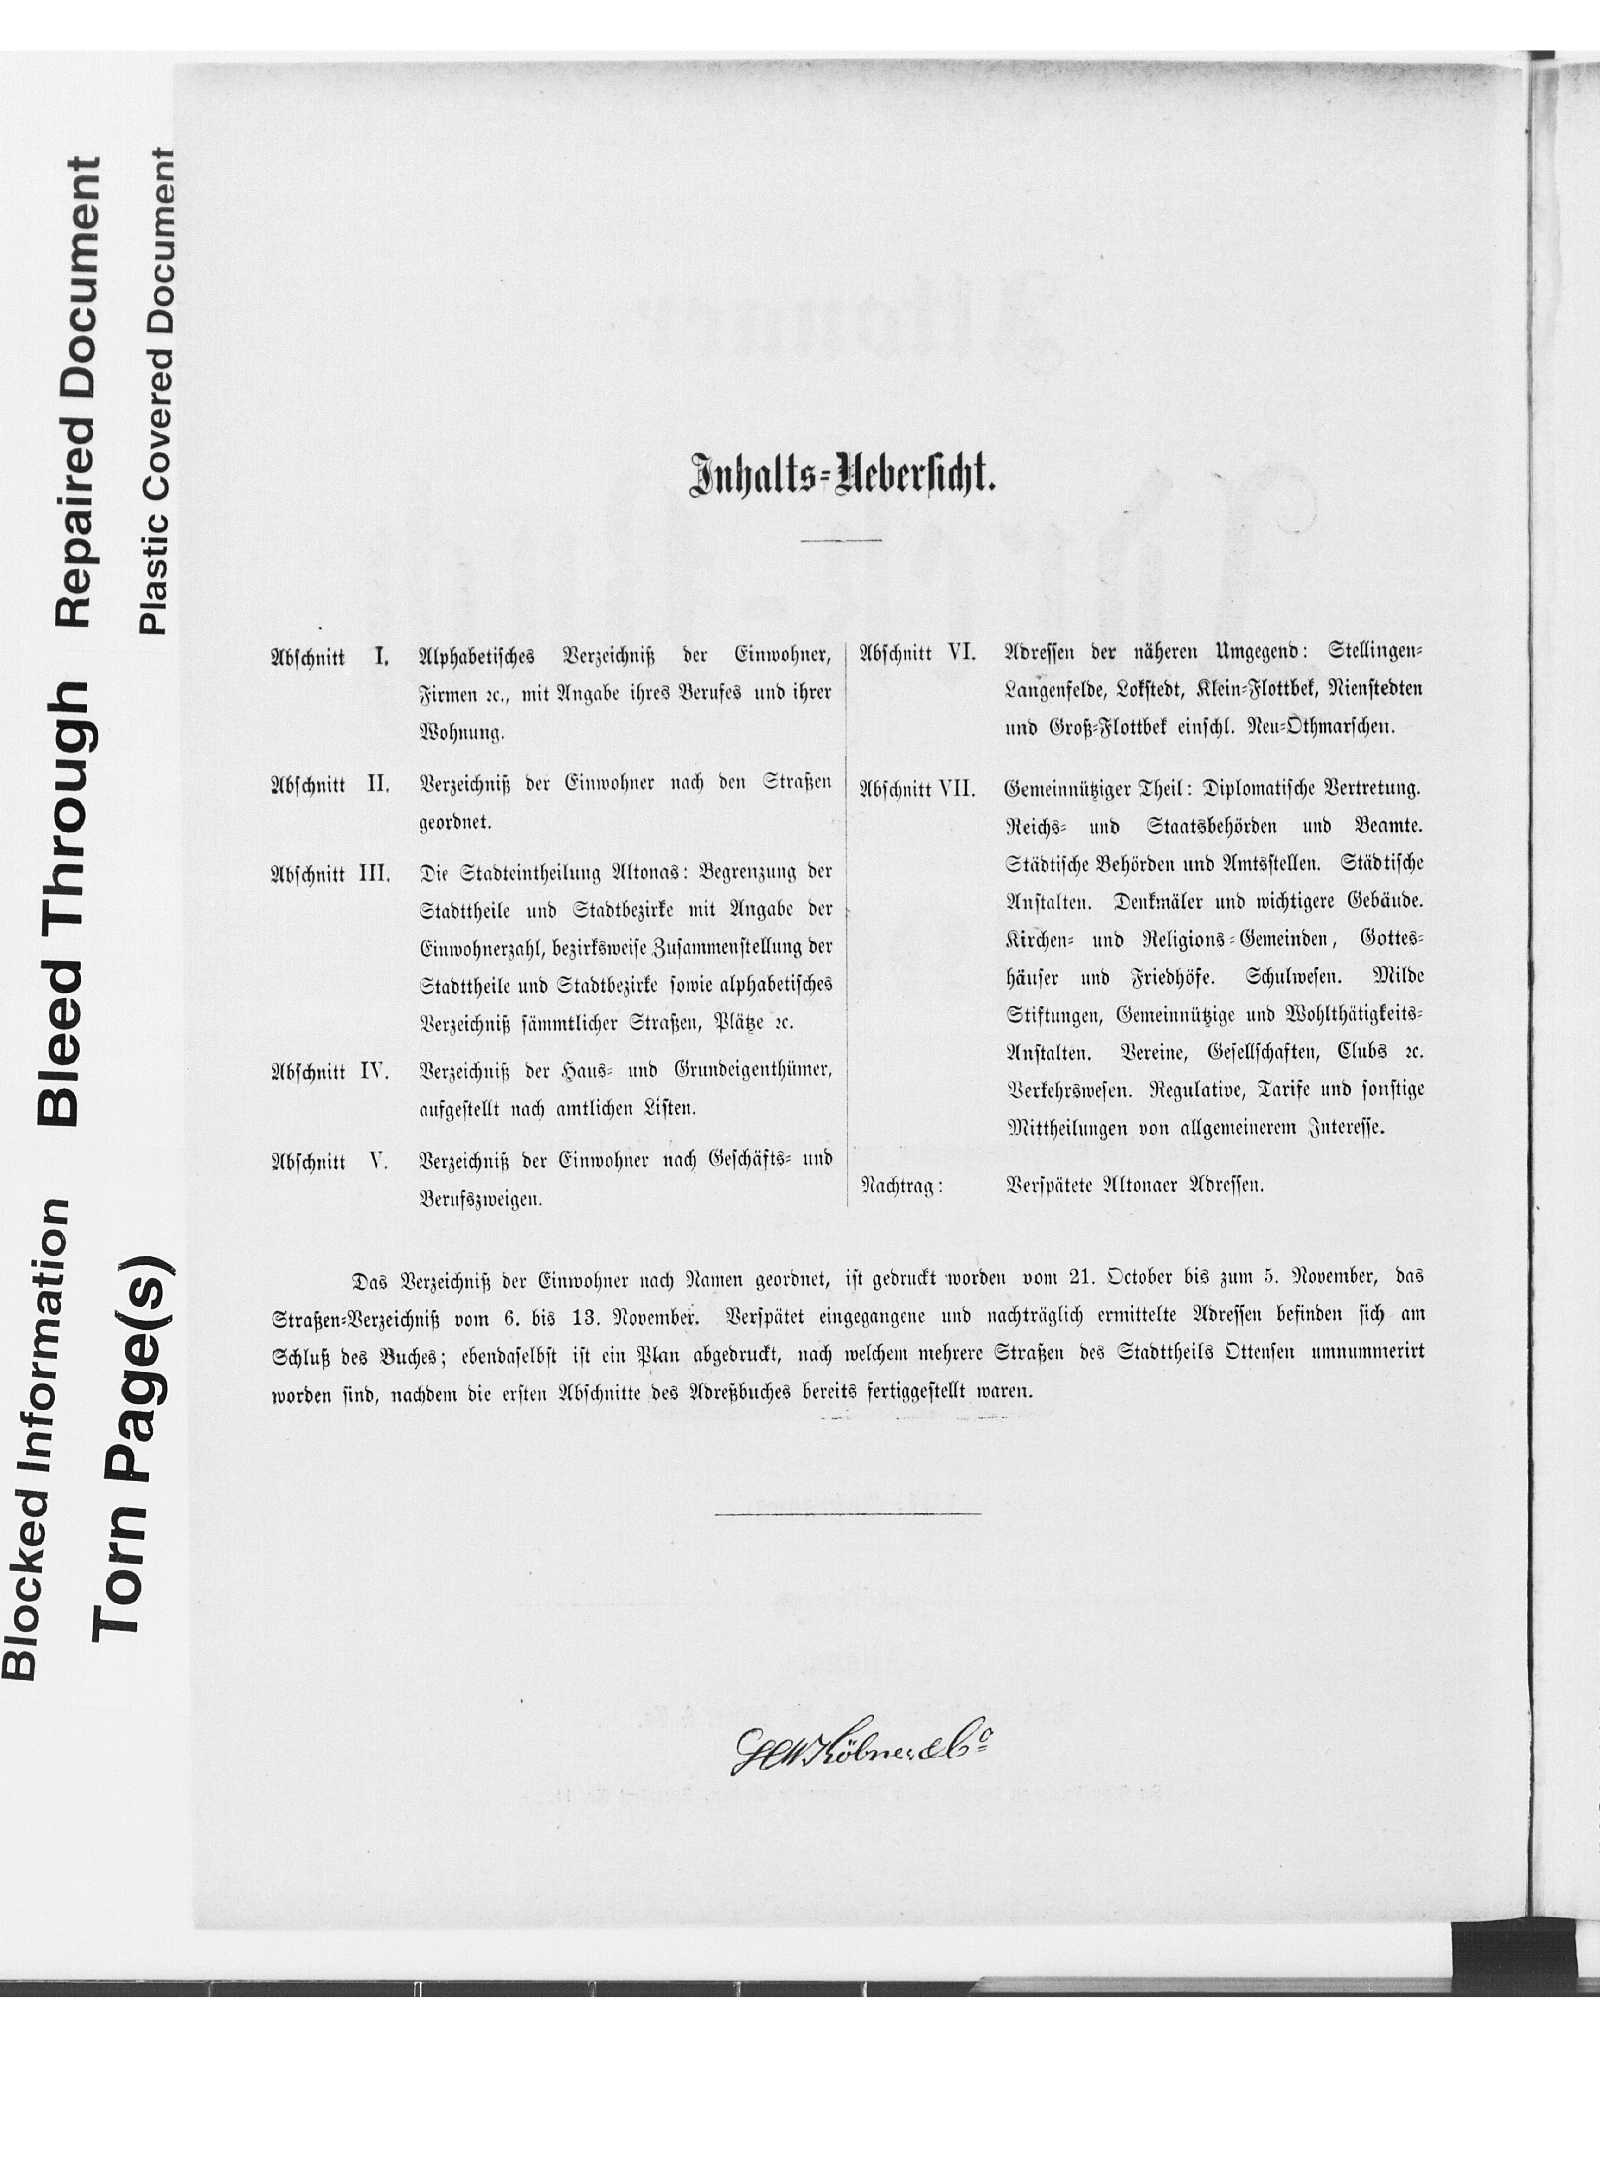 Repaired Document
Plastic Covered Document
Bleed Through
Blocked Information
Torn Page(s)
Inhalts-Uebersicht.
Abschnitt I. Alphabetisches Verzeichniß der Einwohner,
Firmen ꝛc., mit Angabe ihres Berufes und ihrer
Wohnung.
Abschnitt II. Verzeichniß der Einwohner nach den Straßen
geordnet.
Abschnitt III. Die Stadteintheilung Altonas: Begrenzung der
Stadttheile und Stadtbezirke mit Angabe der
Einwohnerzahl, bezirksweise Zusammenstellung der
Stadttheile und Stadtbezirke sowie alphabetisches
Verzeichniß sämmtlicher Straßen, Plätze ꝛc.
Abschnitt IV. Verzeichniß der Haus- und Grundeigenthümer,
aufgestellt nach amtlichen Listen.
Abschnitt V. Verzeichniß der Einwohner nach Geschäfts- und
Berufszweigen.
Abschnitt VI. Adressen der näheren Umgegend: Stellingen-
Langenfelde, Lokstedt, Klein-Flottbek, Nienstedten
und Groß-Flottbek einschl. Neu-Othmarschen.
Abschnitt VII. Gemeinnütziger Theil: Diplomatische Vertretung.
Reichs- und Staatsbehörden und Beamte.
Städtische Behörden und Amtsstellen. Städtische
Anstalten. Denkmäler und wichtigere Gebäude.
Kirchen- und Religions-Gemeinden, Gottes-
häuser und Friedhöfe. Schulwesen. Milde
Stiftungen, Gemeinnützige und Wohlthätigkeits-
Anstalten. Vereine, Gesellschaften, Clubs ꝛc.
Verkehrswesen. Regulative, Tarife und sonstige
Mittheilungen von allgemeinerem Interesse.
Nachtrag: Verspätete Altonaer Adressen.
Das Verzeichniß der Einwohner nach Namen geordnet, ist gedruckt worden vom 21. October bis zum 5. November, das
Straßen-Verzeichniß vom 6. bis 13. November. Verspätet eingegangene und nachträglich ermittelte Adressen befinden sich am
Schluß des Buches; ebendaselbst ist ein Plan abgedruckt, nach welchem mehrere Straßen des Stadttheils Ottensen umnummerirt
worden sind, nachdem die ersten Abschnitte des Adreßbuches bereits fertiggestellt waren.
Köbner & Co